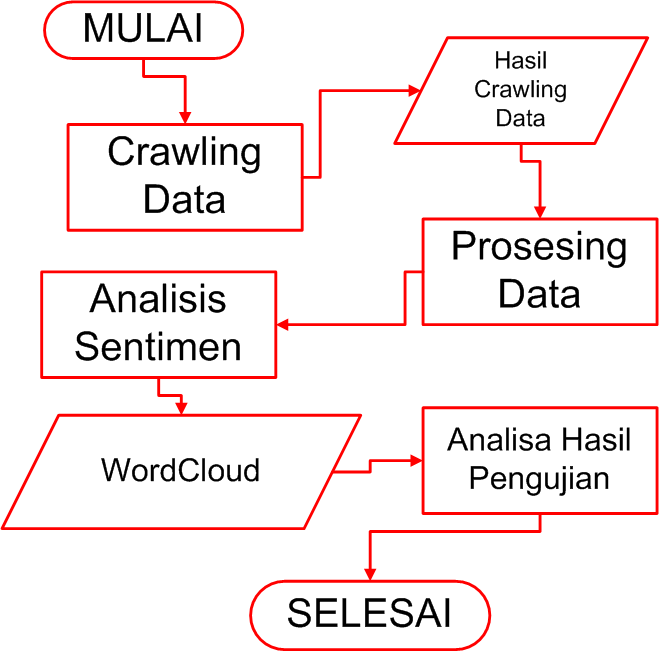 MULAI
Crawling
Data
Hasil
Crawling
Data
Prosesing
Data
Analisis
Sentimen
WordCloud
Analisa Hasil
Pengujian
SELESAI